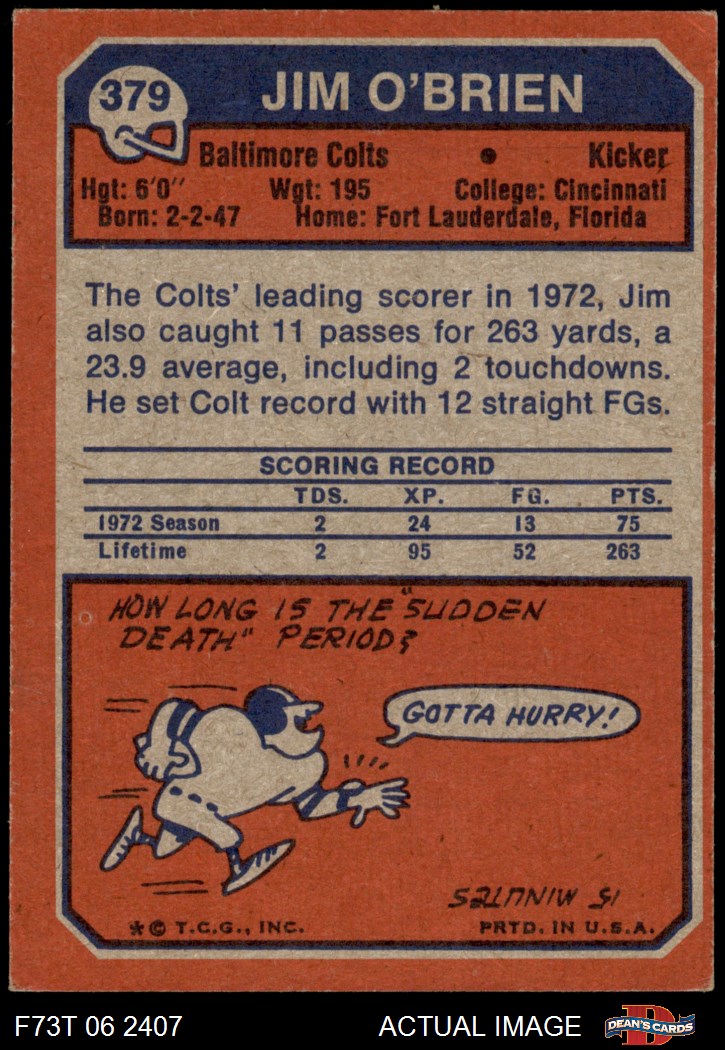 379
JIM O'BRIEN
Baltimore Colts • Kicker
Hgt: 6'0" Wgt: 195 College: Cincinnati
Born: 2-2-47 Home: Fort Lauderdale, Florida
The Colts' leading scorer in 1972, Jim
also caught 11 passes for 263 yards, a
23.9 average, including 2 touchdowns.
He set Colt record with 12 straight FGs.
SCORING RECORD
TDS. XP. FG. PTS.
1972 Season 2 24 13 75
Lifetime 2 95 52 263
HOW LONG IS THE "SUDDEN
DEATH" PERIOD?
GOTTA HURRY!
15 MINUTES
* © T.C.G., INC. PRTD. IN U.S.A.
F73T 06 2407 ACTUAL IMAGE
D
DEAN'S CARDS